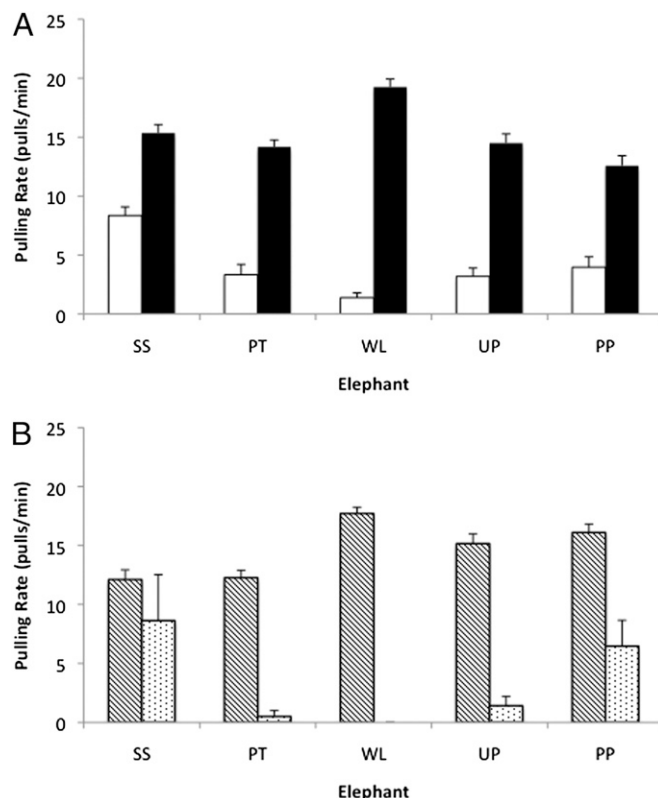 A
25
20
15
10
5
0
Pulling Rate (pulls/min)
SS PT WL UP PP
Elephant
B
25
20
15
10
5
0
Pulling Rate (pulls/min)
SS PT WL UP PP
Elephant